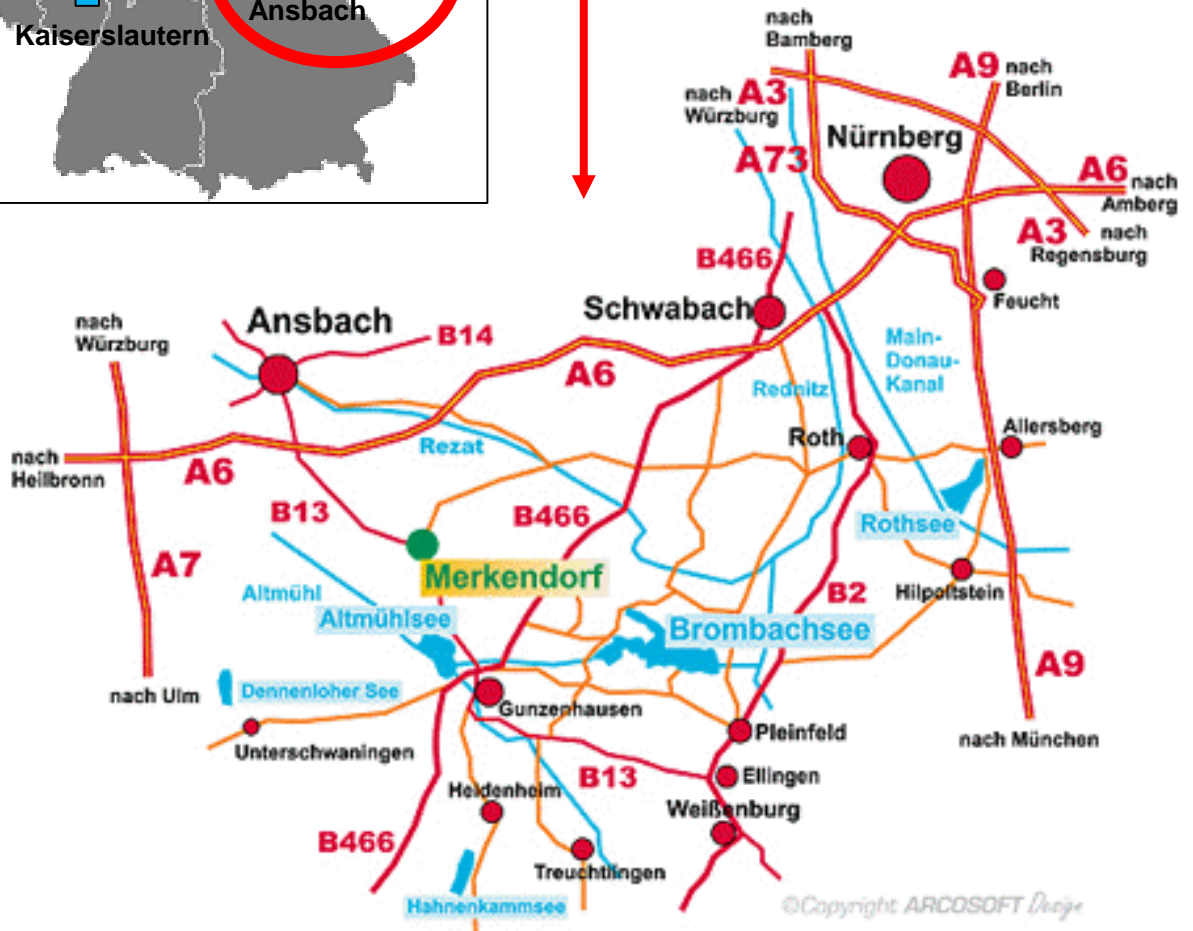 Ansbach
Kaiserslautern
nach
Bamberg
A9 nach
Berlin
nach A3
Würzburg
Nürnberg
A73
A6 nach
Amberg
A3 nach
Regensburg
B466
Feucht
Schwabach
nach
Würzburg
Ansbach
B14
Main-
Donau-
Kanal
A6
Rednitz
Allersberg
Roth
Rezat
nach
Heilbronn
A6
B13
B466
Rothsee
A7
Merkendorf
Altmühl
Altmühlsee
B2
Hilpoltstein
Brombachsee
A9
nach Ulm
Dennenloher See
Gunzenhausen
Unterschwaningen
Pleinfeld
nach München
B13
Ellingen
Heidenheim
Weißenburg
B466
Treuchtlingen
Hahnenkammsee
©Copyright ARCOSOFT Design